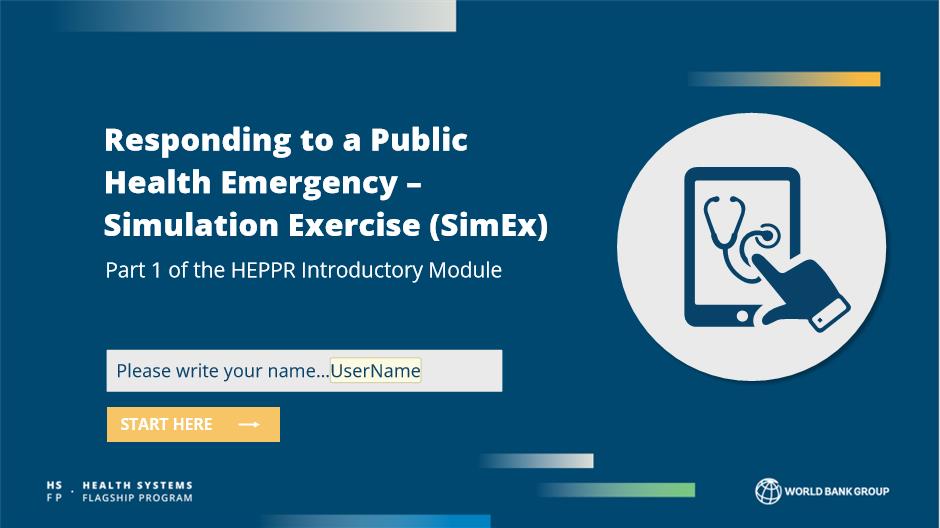 Responding to a Public
Health Emergency –
Simulation Exercise (SimEx)
Part 1 of the HEPPR Introductory Module
Please write your name...UserName
START HERE
HS · HEALTH SYSTEMS
FP FLAGSHIP PROGRAM
WORLD BANK GROUP